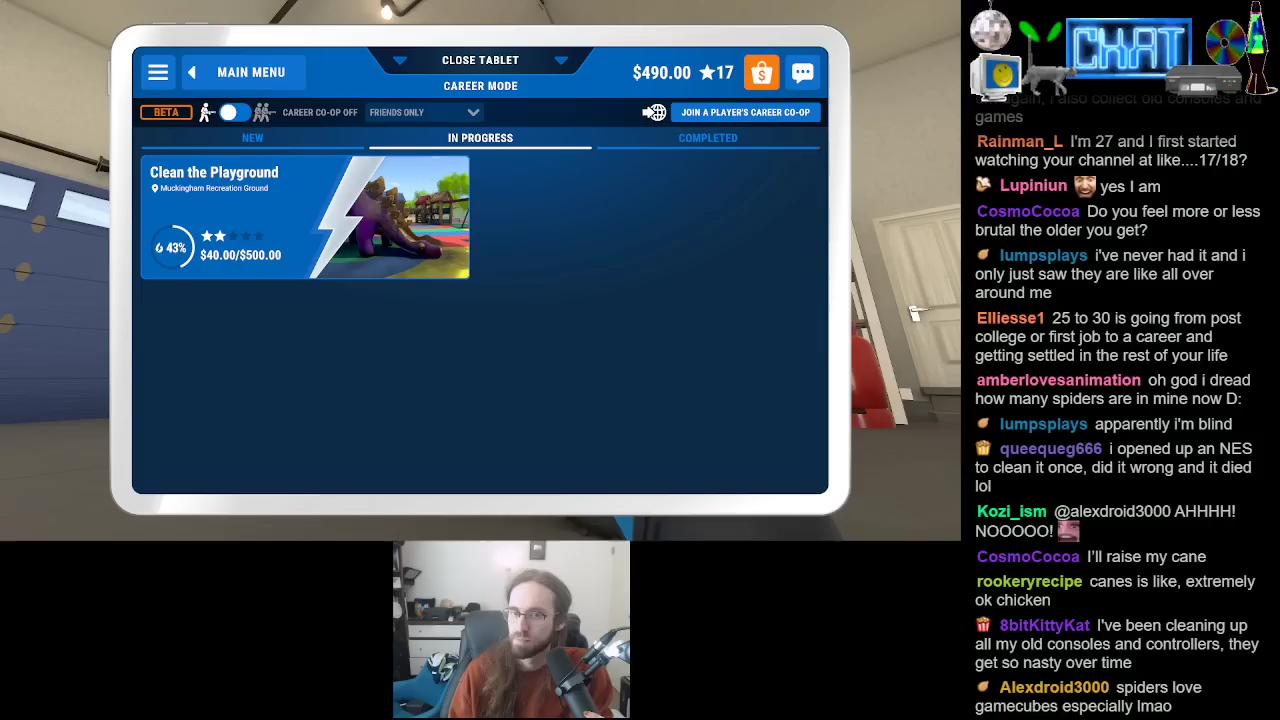 CLOSE TABLET
MAIN MENU
$490.00 ★17
CAREER MODE
BETA
CAREER CO-OP OFF
FRIENDS ONLY
JOIN A PLAYER'S CAREER CO-OP
NEW
IN PROGRESS
COMPLETED
Clean the Playground
Muckingham Recreation Ground
43%
$40.00/$500.00
CHAT
games
Rainman_L I'm 27 and I first started
watching your channel at like....17/18?
Lupiniun yes I am
CosmoCocoa Do you feel more or less
brutal the older you get?
lumpsplays i've never had it and i
only just saw they are like all over
around me
Elliesse1 25 to 30 is going from post
college or first job to a career and
getting settled in the rest of your life
amberlovesanimation oh god i dread
how many spiders are in mine now D:
lumpsplays apparently i'm blind
queequeg666 i opened up an NES
to clean it once, did it wrong and it died
lol
Kozi_ism @alexdroid3000 AHHHH!
NOOOOO!
CosmoCocoa I'll raise my cane
rookeryrecipe canes is like, extremely
ok chicken
8bitKittyKat I've been cleaning up
all my old consoles and controllers, they
get so nasty over time
Alexdroid3000 spiders love
gamecubes especially lmao